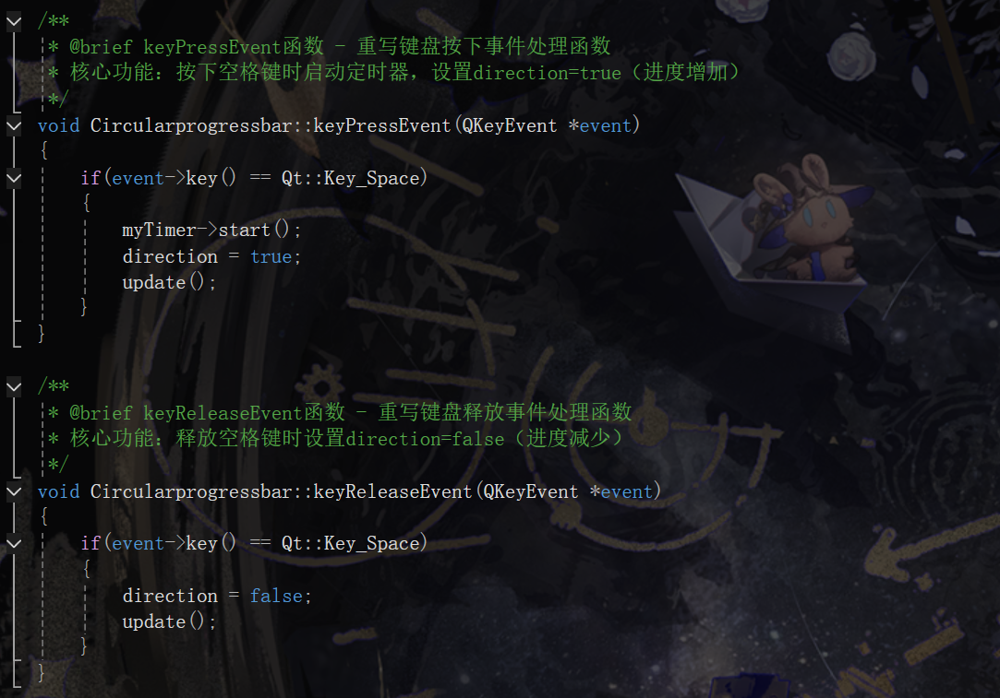 /**
* @brief keyPressEvent函数 - 重写键盘按下事件处理函数
* 核心功能：按下空格键时启动定时器，设置direction=true（进度增加）
*/
void Circularprogressbar::keyPressEvent(QKeyEvent *event)
{
if(event->key() == Qt::Key_Space)
{
myTimer->start();
direction = true;
update();
}
}
/**
* @brief keyReleaseEvent函数 - 重写键盘释放事件处理函数
* 核心功能：释放空格键时设置direction=false（进度减少）
*/
void Circularprogressbar::keyReleaseEvent(QKeyEvent *event)
{
if(event->key() == Qt::Key_Space)
{
direction = false;
update();
}
}